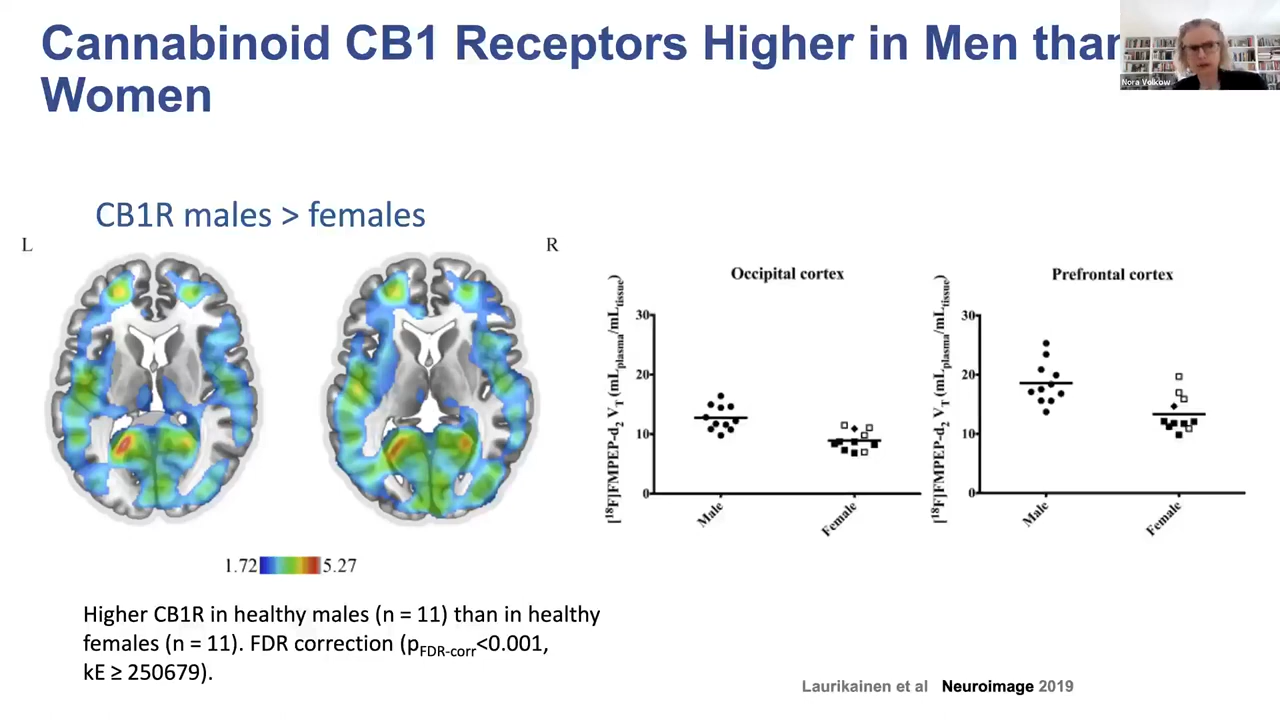 Cannabinoid CB1 Receptors Higher in Men than
Women
Nora Volkow
CB1R males > females
L
R
1.72
5.27
Higher CB1R in healthy males (n = 11) than in healthy
females (n = 11). FDR correction (pFDR-corr<0.001,
kE ≥ 250679).
Occipital cortex
[18F]FMPEP-d2 VT (mLplasma/mLtissue)
30
20
10
0
Male
Female
Prefrontal cortex
[18F]FMPEP-d2 VT (mLplasma/mLtissue)
30
20
10
0
Male
Female
Laurikainen et al Neuroimage 2019